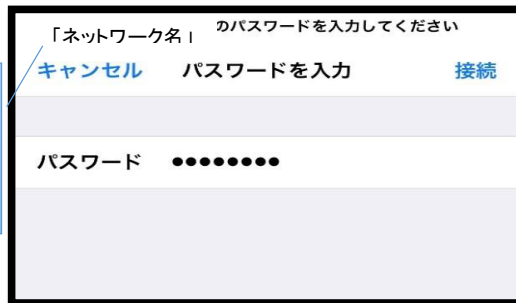 「ネットワーク名」 のパスワードを入力してください
キャンセル パスワードを入力 接続
パスワード ●●●●●●●●●